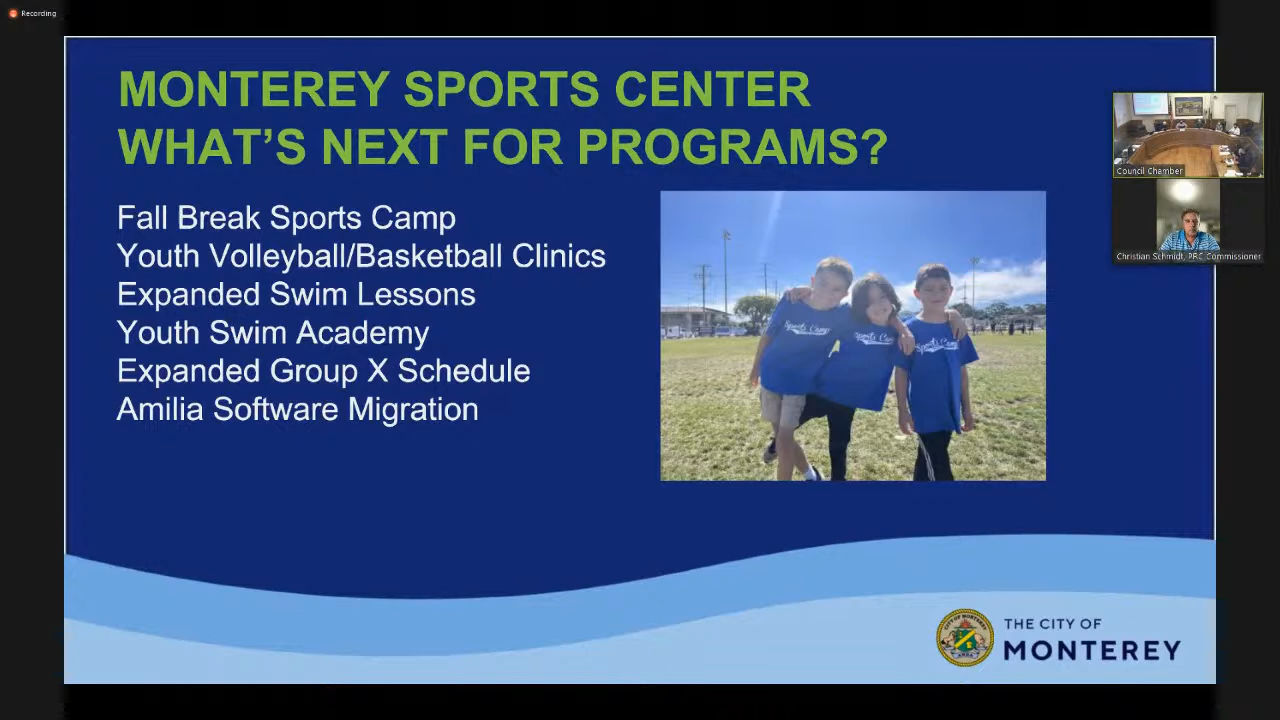 Recording
MONTEREY SPORTS CENTER
WHAT'S NEXT FOR PROGRAMS?
Fall Break Sports Camp
Youth Volleyball/Basketball Clinics
Expanded Swim Lessons
Youth Swim Academy
Expanded Group X Schedule
Amilia Software Migration
Sports Camp
Council Chamber
Christian Schmidt, PRC Commissioner
THE CITY OF
MONTEREY